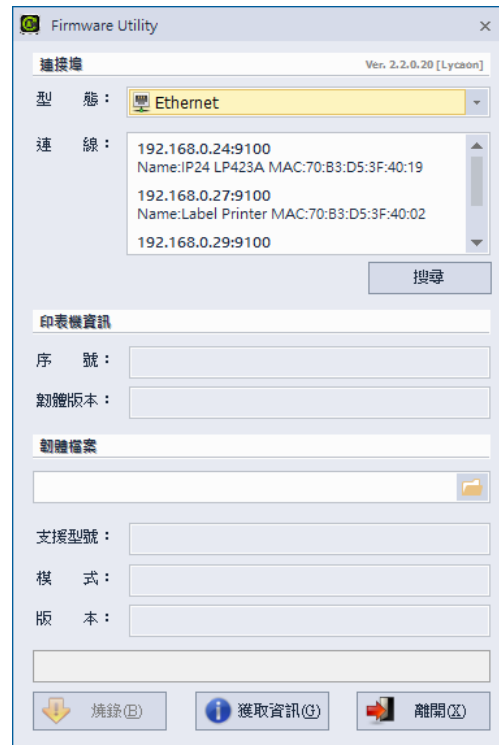 Firmware Utility
連接埠 Ver. 2.2.0.20 [Lycaon]
型 態： Ethernet
連 線： 192.168.0.24:9100
Name:IP24 LP423A MAC:70:B3:D5:3F:40:19
192.168.0.27:9100
Name:Label Printer MAC:70:B3:D5:3F:40:02
192.168.0.29:9100
搜尋
印表機資訊
序 號：
韌體版本：
韌體檔案
支援型號：
模 式：
版 本：
燒錄(B) 獲取資訊(G) 離開(X)